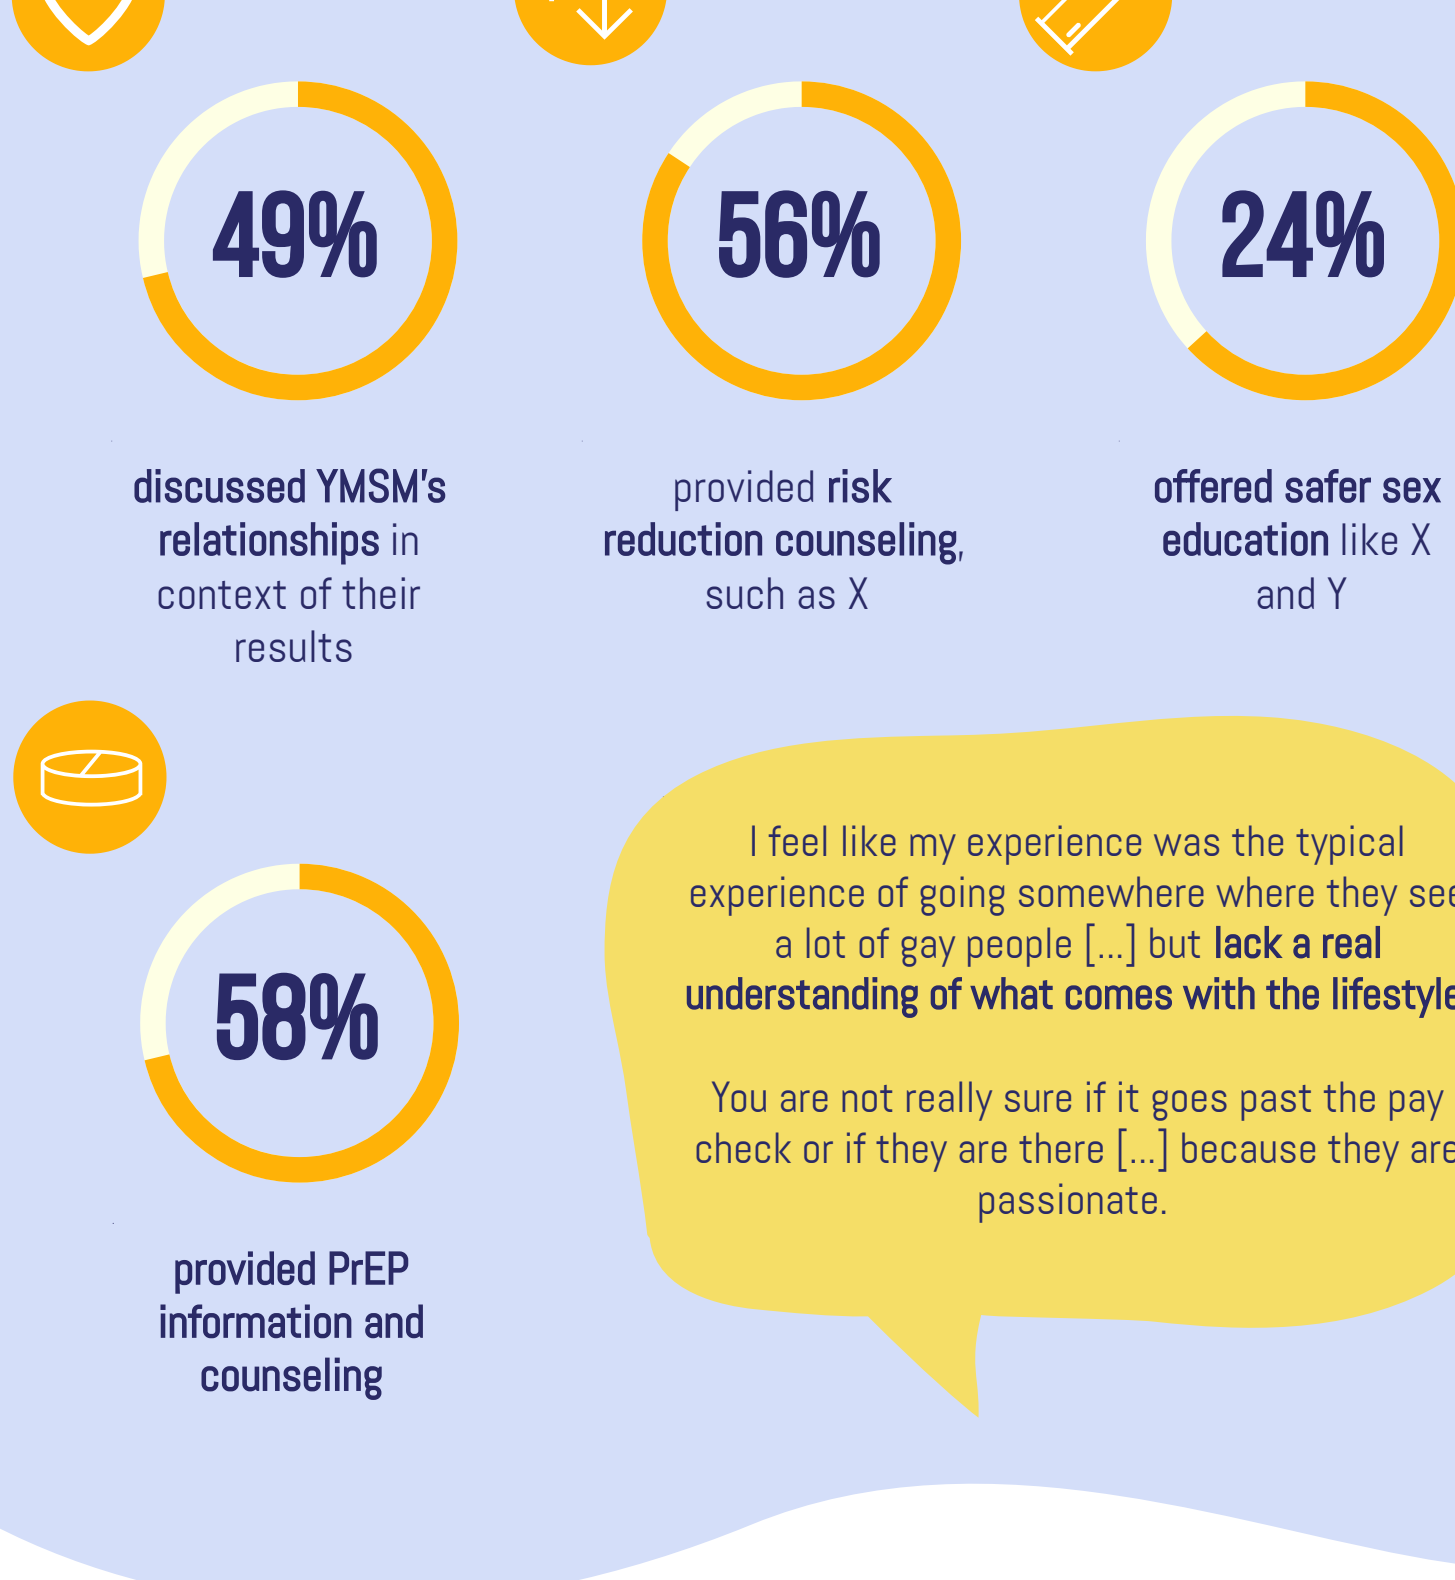 49%
56%
24%
discussed YMSM's
relationships in
context of their
results
provided risk
reduction counseling,
such as X
offered safer sex
education like X
and Y
58%
provided PrEP
information and
counseling
I feel like my experience was the typical
experience of going somewhere where they see
a lot of gay people [...] but lack a real
understanding of what comes with the lifestyle
You are not really sure if it goes past the pay
check or if they are there [...] because they are
passionate.